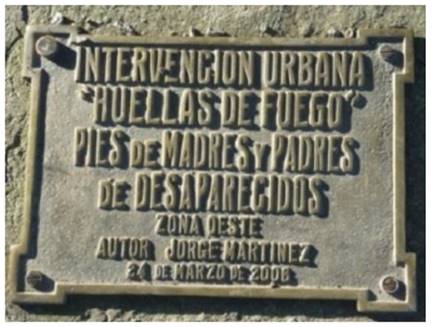 INTERVENCION URBANA
"HUELLAS DE FUEGO"
PIES DE MADRES Y PADRES
DE DESAPARECIDOS
ZONA OESTE
AUTOR JORGE MARTINEZ
24 DE MARZO DE 2008